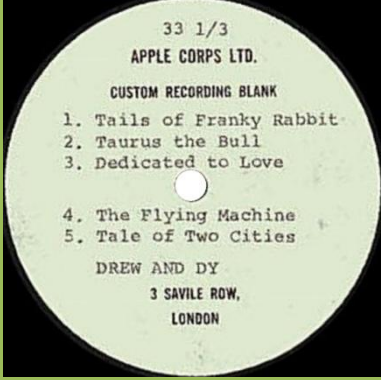 33 1/3
APPLE CORPS LTD.
CUSTOM RECORDING BLANK
1. Tails of Franky Rabbit
2. Taurus the Bull
3. Dedicated to Love
4. The Flying Machine
5. Tale of Two Cities
DREW AND DY
3 SAVILE ROW,
LONDON